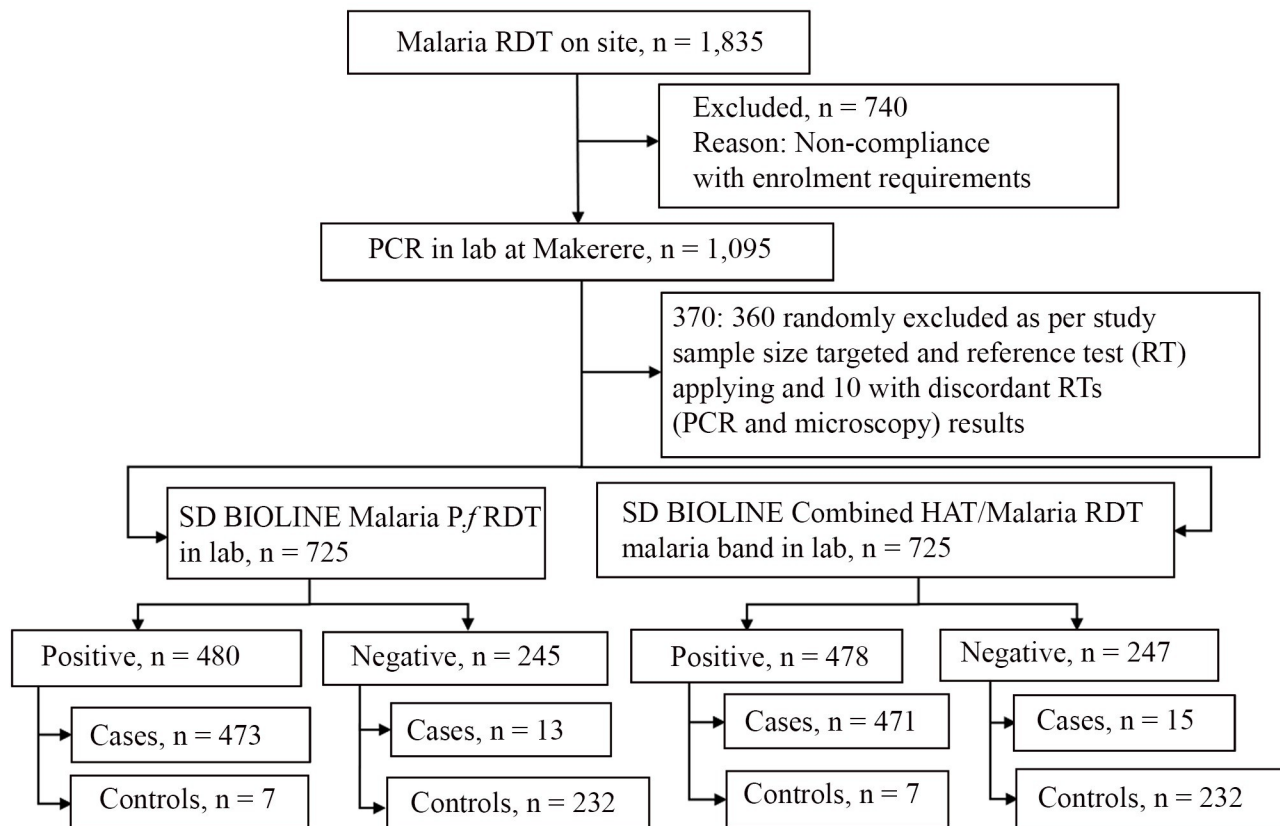 Malaria RDT on site, n = 1,835
Excluded, n = 740
Reason: Non-compliance
with enrolment requirements
PCR in lab at Makerere, n = 1,095
370: 360 randomly excluded as per study
sample size targeted and reference test (RT)
applying and 10 with discordant RTs
(PCR and microscopy) results
SD BIOLINE Malaria P.f RDT
in lab, n = 725
SD BIOLINE Combined HAT/Malaria RDT
malaria band in lab, n = 725
Positive, n = 480
Negative, n = 245
Positive, n = 478
Negative, n = 247
Cases, n = 473
Cases, n = 13
Cases, n = 471
Cases, n = 15
Controls, n = 7
Controls, n = 232
Controls, n = 7
Controls, n = 232